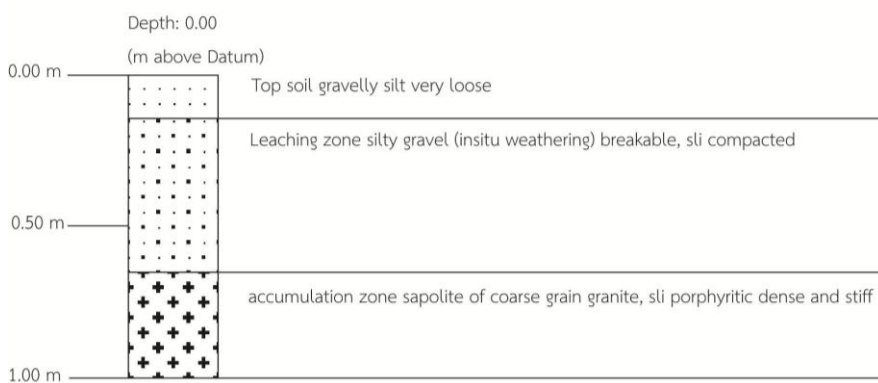 Depth: 0.00
(m above Datum)
0.00 m
Top soil gravelly silt very loose
Leaching zone silty gravel (insitu weathering) breakable, sli compacted
0.50 m
accumulation zone sapolite of coarse grain granite, sli porphyritic dense and stiff
1.00 m